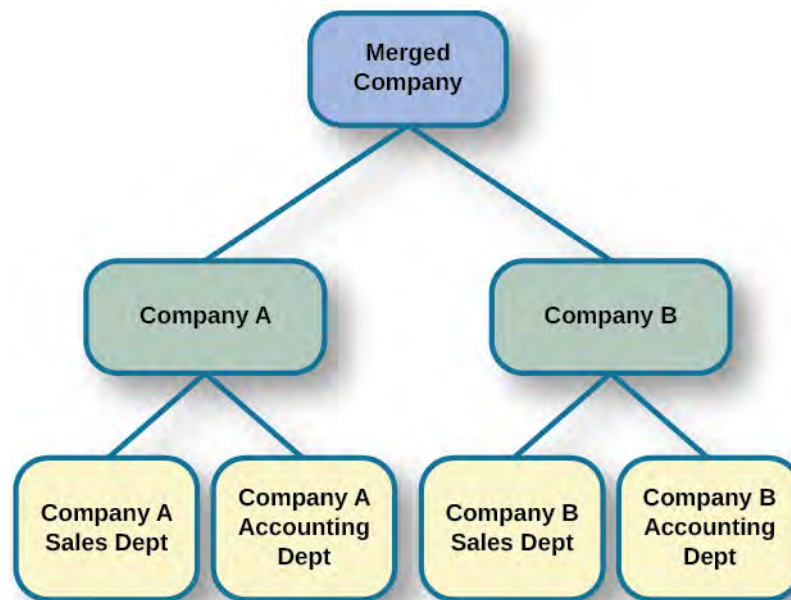 Merged
Company
Company A
Company B
Company A
Sales Dept
Company A
Accounting
Dept
Company B
Sales Dept
Company B
Accounting
Dept